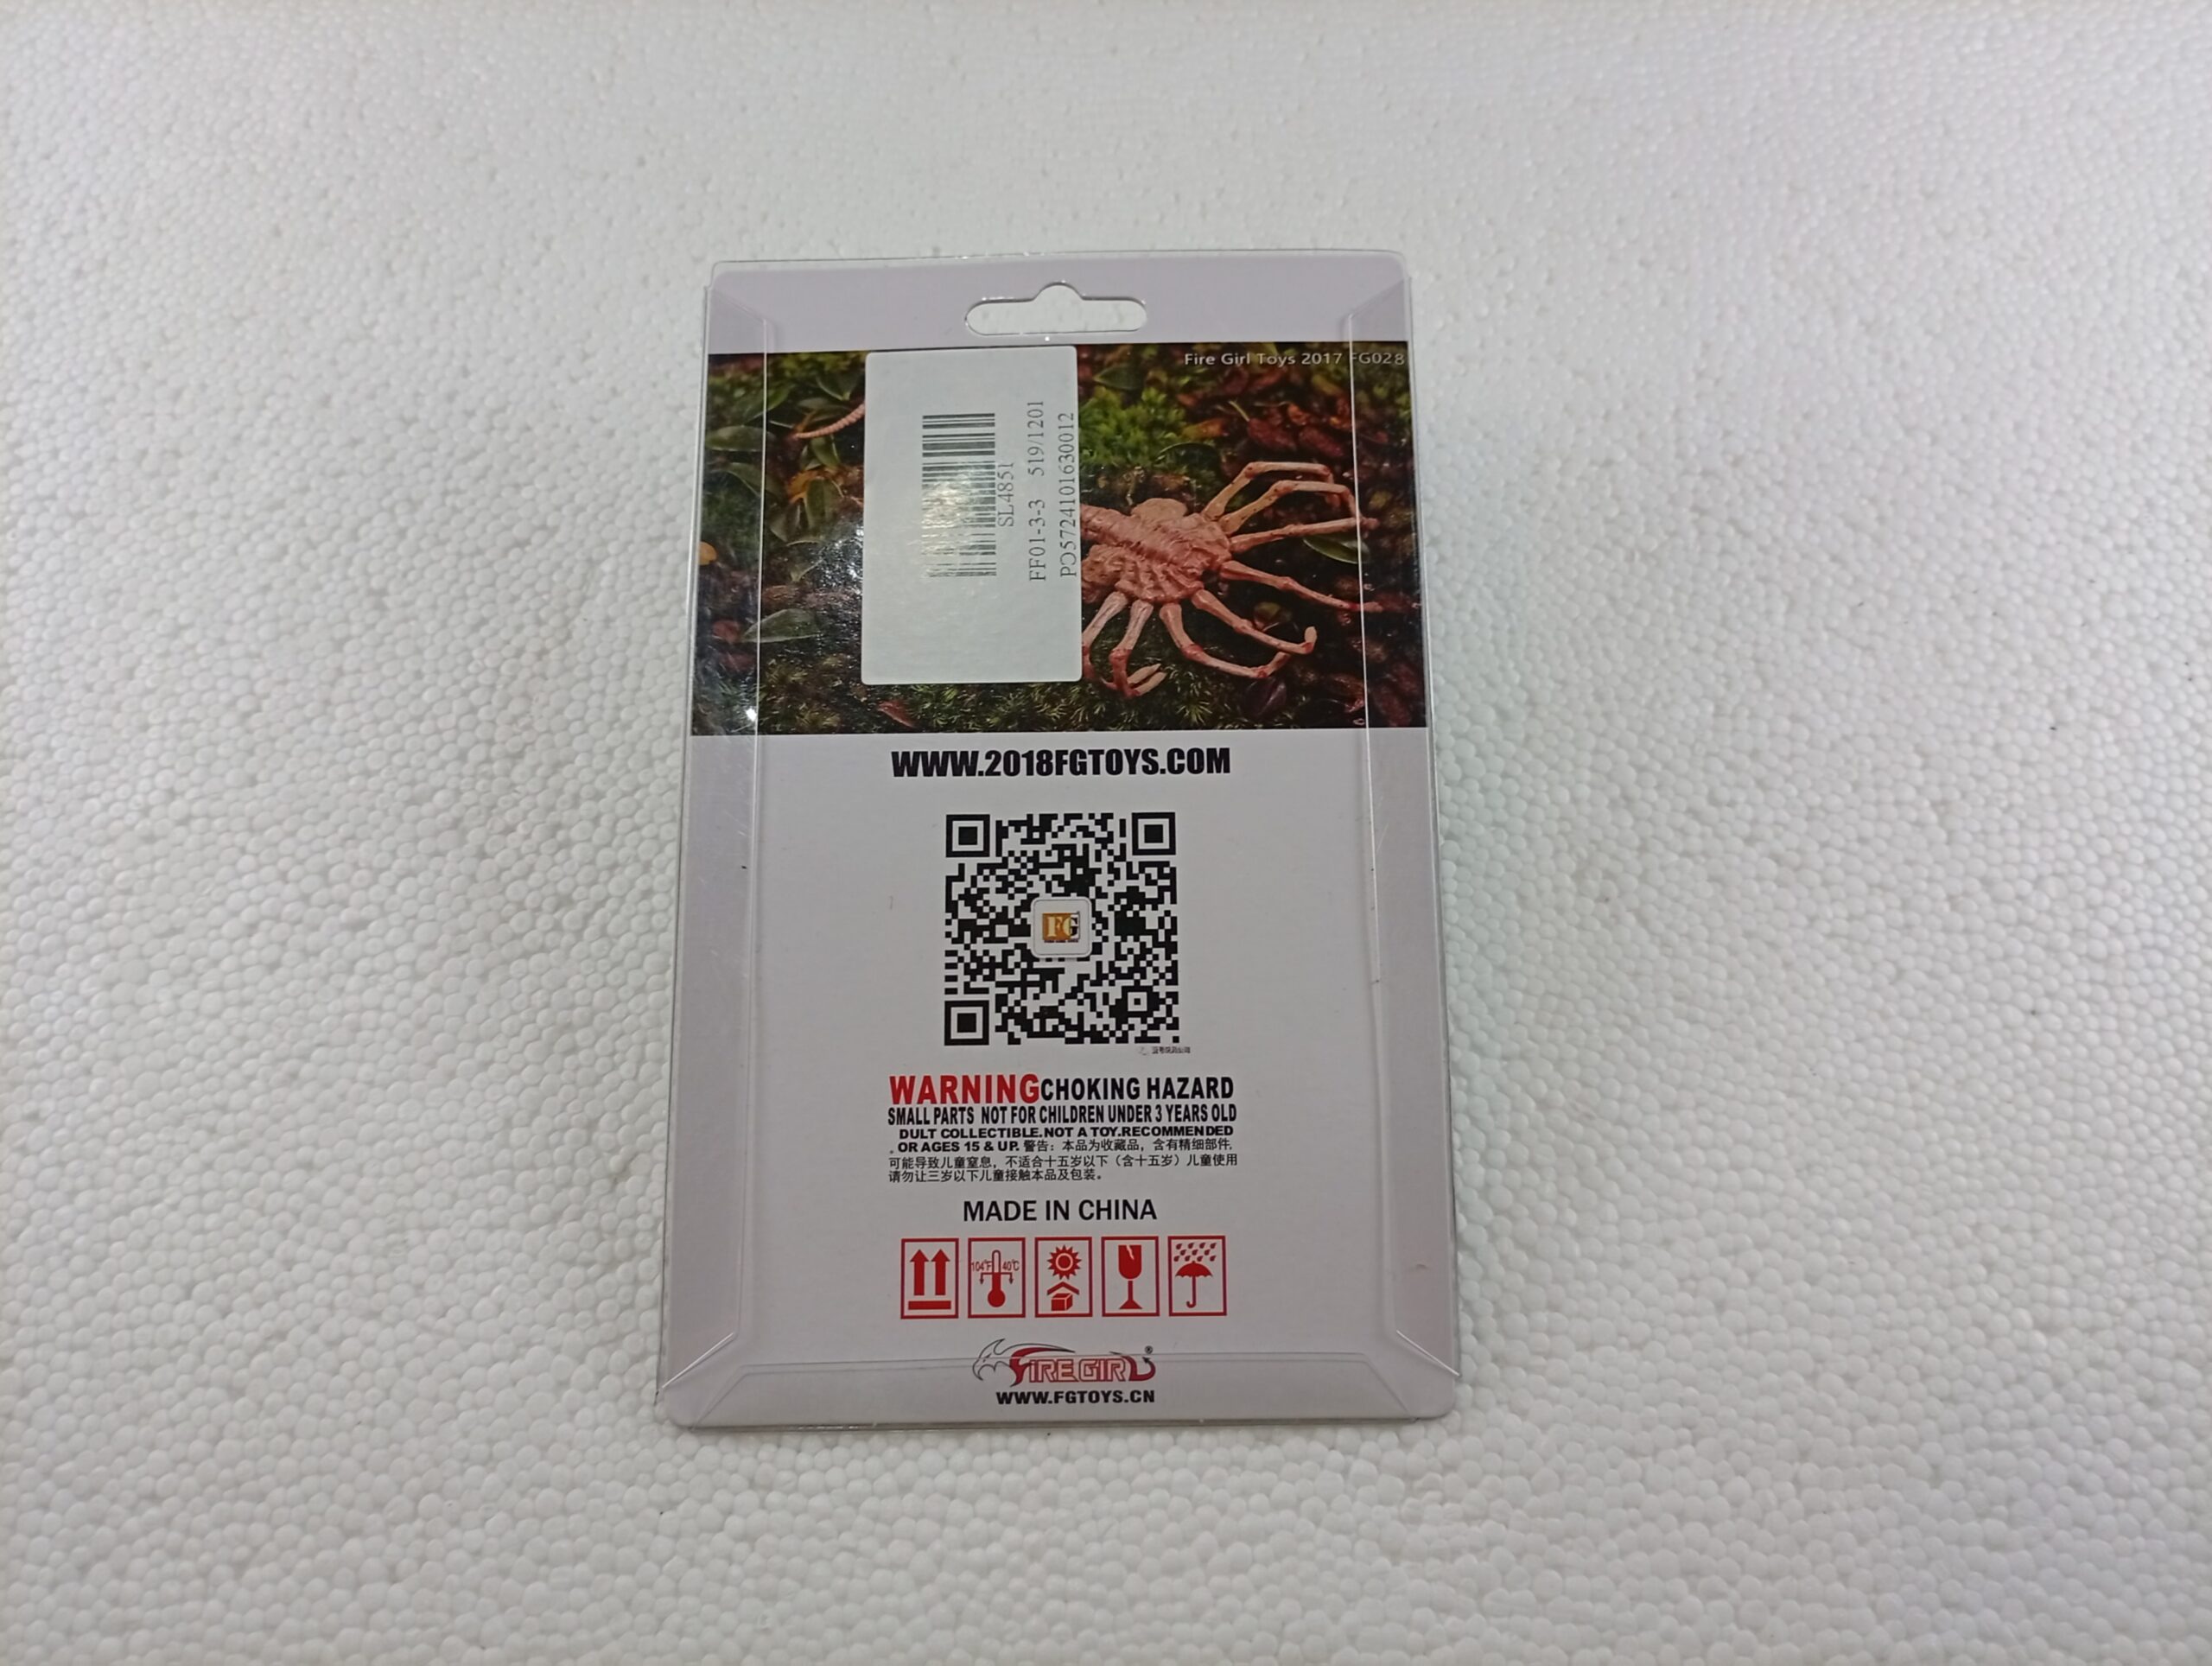 Fire Girl Toys 2017 FG028
SL4851
FF01-3-3 519/1201
PO5724101630012
WWW.2018FGTOYS.COM
FG
WARNING CHOKING HAZARD
SMALL PARTS NOT FOR CHILDREN UNDER 3 YEARS OLD
DULT COLLECTIBLE.NOT A TOY.RECOMMENDED
OR AGES 15 & UP. 警告：本品为收藏品，含有精细部件,
可能导致儿童窒息，不适合十五岁以下（含十五岁）儿童使用
请勿让三岁以下儿童接触本品及包装。
MADE IN CHINA
104°F 40℃
FIRE GIRL®
WWW.FGTOYS.CN